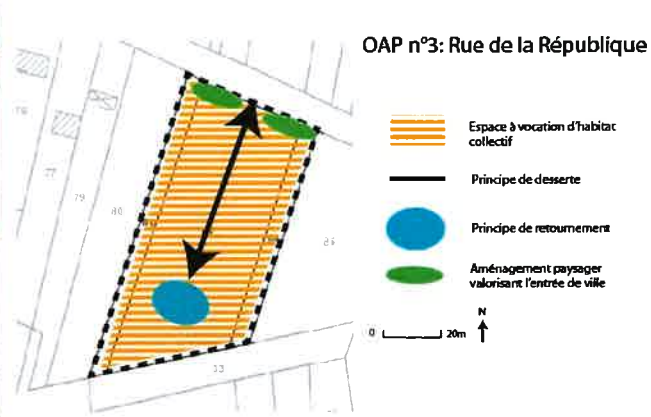 OAP n°3: Rue de la République
Espace à vocation d'habitat
collectif
Principe de desserte
Principe de retournement
Aménagement paysager
valorisant l'entrée de ville
N
0 20m
77
79
80
33